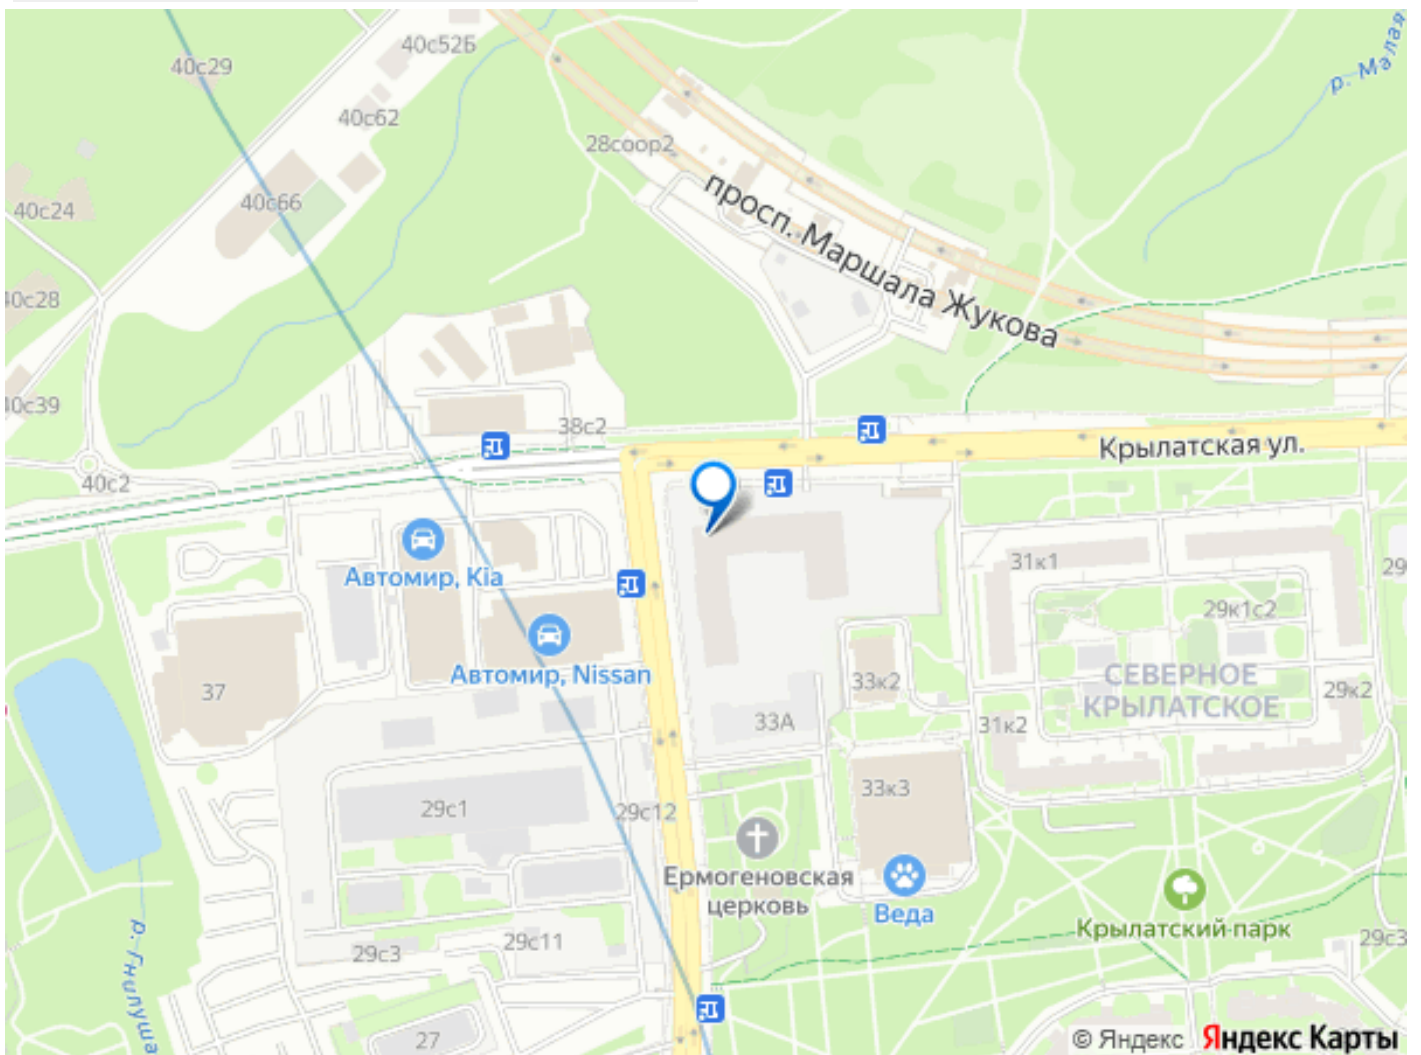 40с52Б
40с29
р. Малая
40с62
28соор2
просп. Маршала Жукова
40с66
40с24
40с28
40с39
38с2
Крылатская ул.
40с2
31к1
29
Автомир, Kia
29к1с2
Автомир, Nissan
СЕВЕРНОЕ
КРЫЛАТСКОЕ
33к2
29к2
37
33А
31к2
33к3
29с1
29с12
Ермогеновская
церковь
Веда
Крылатский парк
р. Гнилуша
29с11
29с3
29с3
27
© Яндекс Яндекс Карты